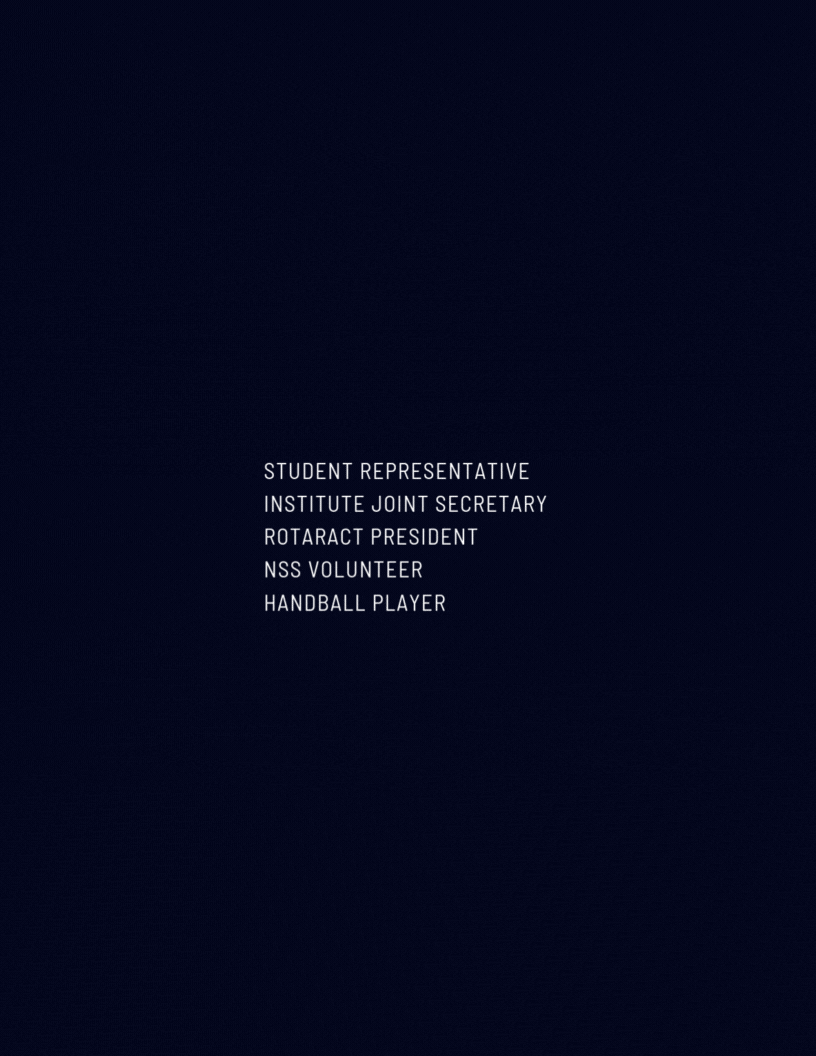 STUDENT REPRESENTATIVE
INSTITUTE JOINT SECRETARY
ROTARACT PRESIDENT
NSS VOLUNTEER
HANDBALL PLAYER